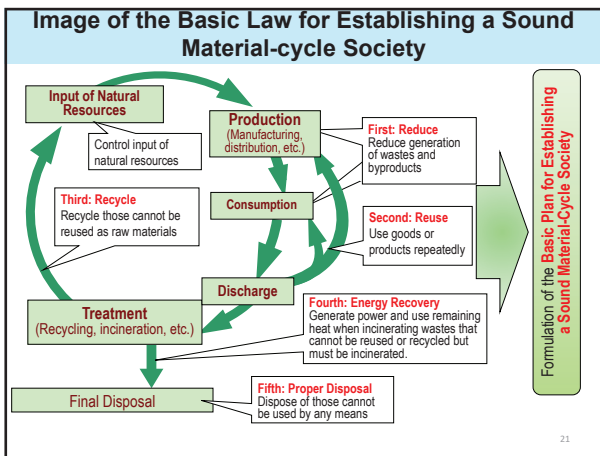 Image of the Basic Law for Establishing a Sound
Material-cycle Society
Input of Natural
Resources
Control input of
natural resources
Production
(Manufacturing,
distribution, etc.)
First: Reduce
Reduce generation
of wastes and
byproducts
Third: Recycle
Recycle those cannot be
reused as raw materials
Consumption
Second: Reuse
Use goods or
products repeatedly
Discharge
Treatment
(Recycling, incineration, etc.)
Fourth: Energy Recovery
Generate power and use remaining
heat when incinerating wastes that
cannot be reused or recycled but
must be incinerated.
Final Disposal
Fifth: Proper Disposal
Dispose of those cannot
be used by any means
Formulation of the Basic Plan for Establishing
a Sound Material-Cycle Society
21